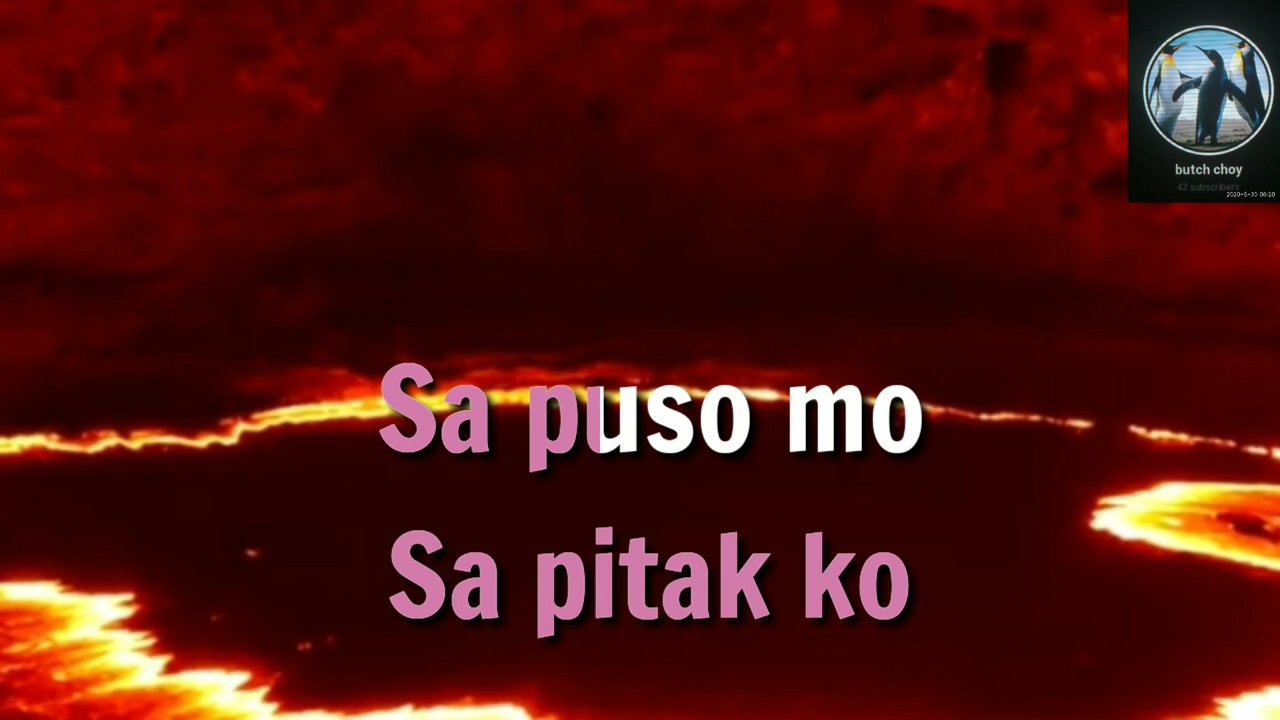 butch choy
43 subscribers
2020-5-30 06:20
Sa puso mo
Sa pitak ko